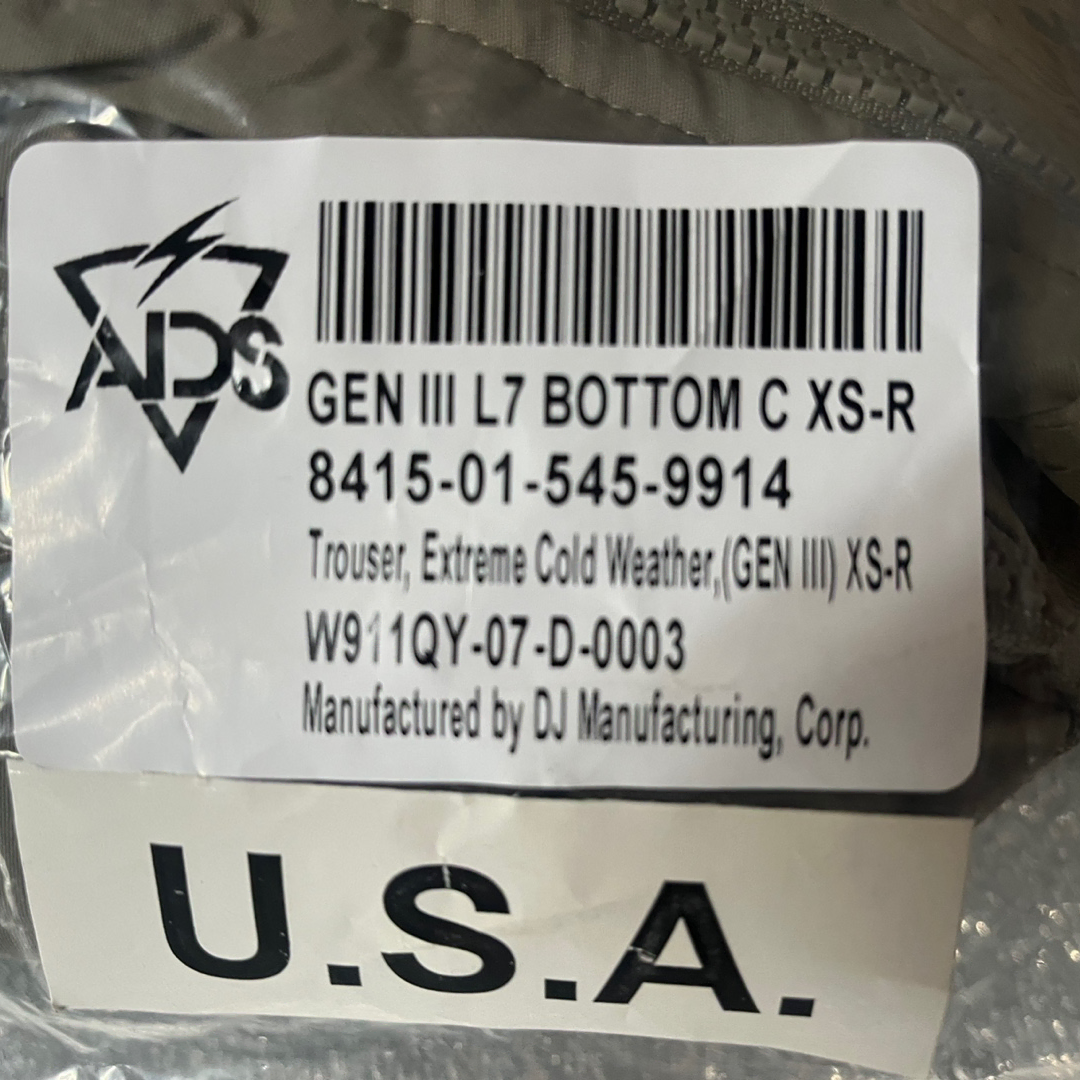 ADS
GEN III L7 BOTTOM C XS-R
8415-01-545-9914
Trouser, Extreme Cold Weather,(GEN III) XS-R
W911QY-07-D-0003
Manufactured by DJ Manufacturing, Corp.
U.S.A.